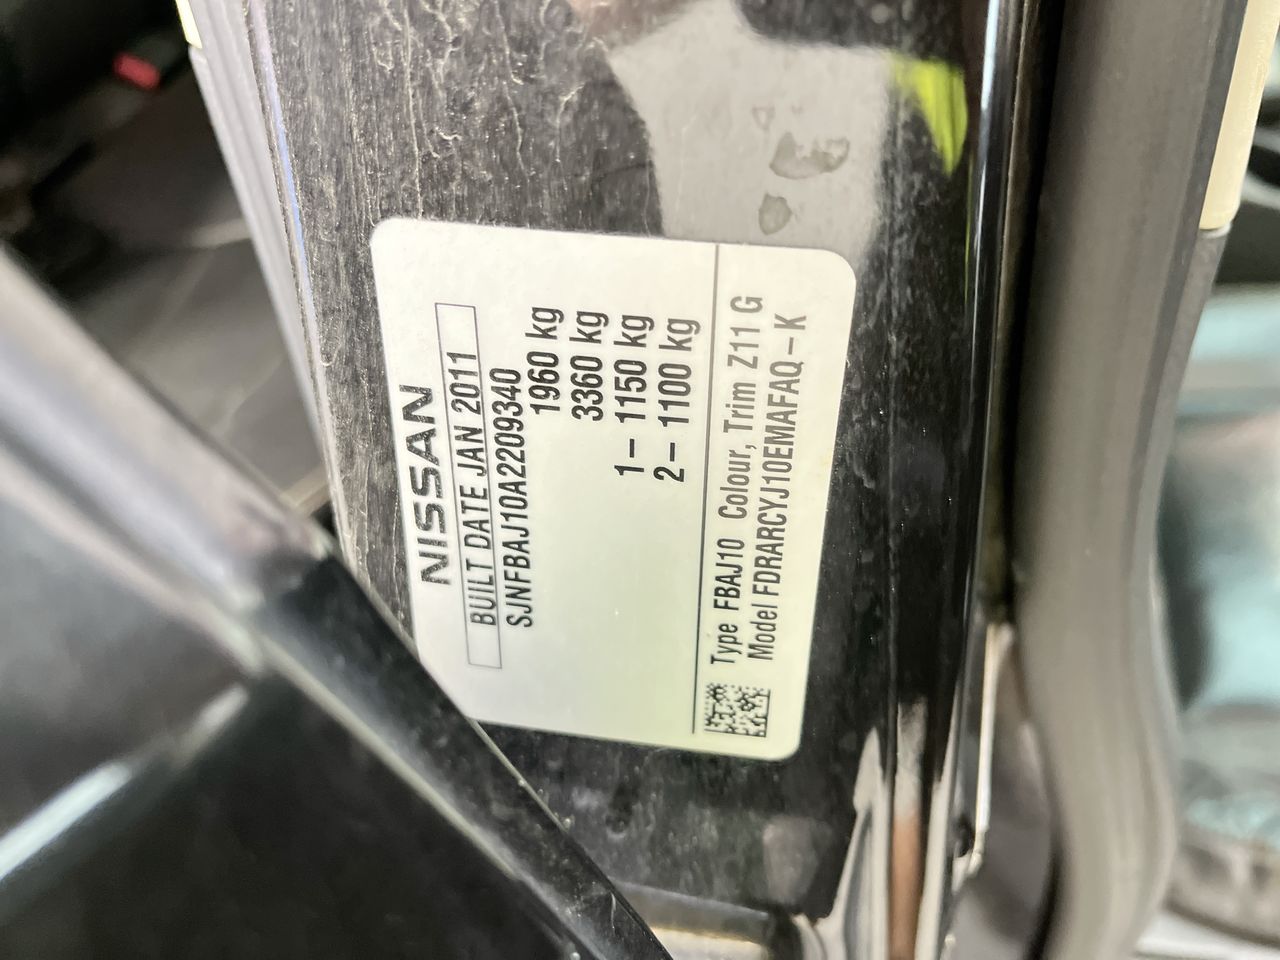 NISSAN
BUILT DATE JAN 2011
SJNFBAJ10A2209340
1960 kg
3360 kg
1- 1150 kg
2- 1100 kg
Type FBAJ10 Colour, Trim Z11 G
Model FDRARCYJ10EMAFAQ-K